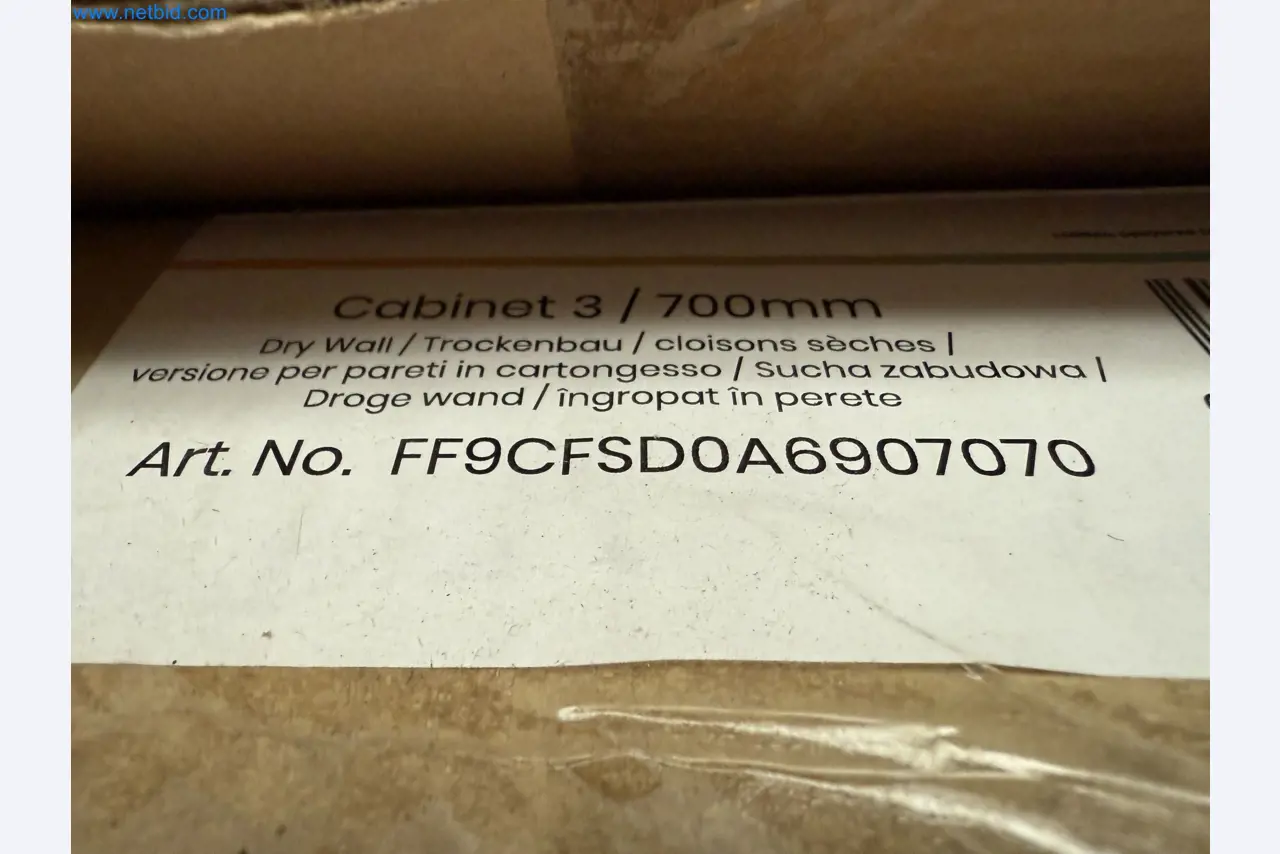 www.netbid.com
Cabinet 3 / 700mm
Dry Wall / Trockenbau / cloisons sèches |
versione per pareti in cartongesso / Sucha zabudowa |
Droge wand / îngropat în perete
Art. No. FF9CFSD0A6907070